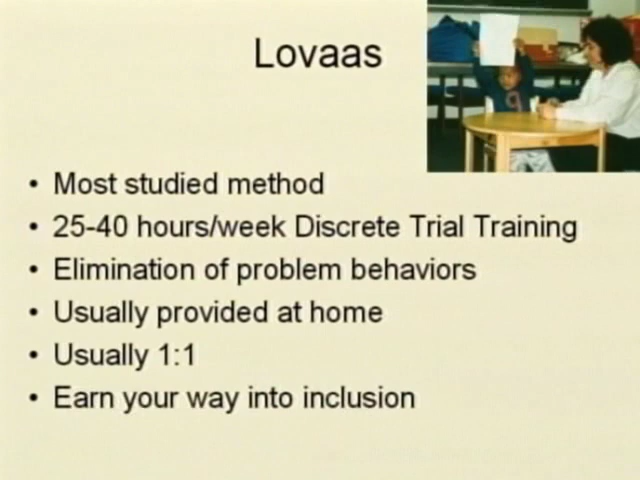 Lovaas
• Most studied method
• 25-40 hours/week Discrete Trial Training
• Elimination of problem behaviors
• Usually provided at home
• Usually 1:1
• Earn your way into inclusion